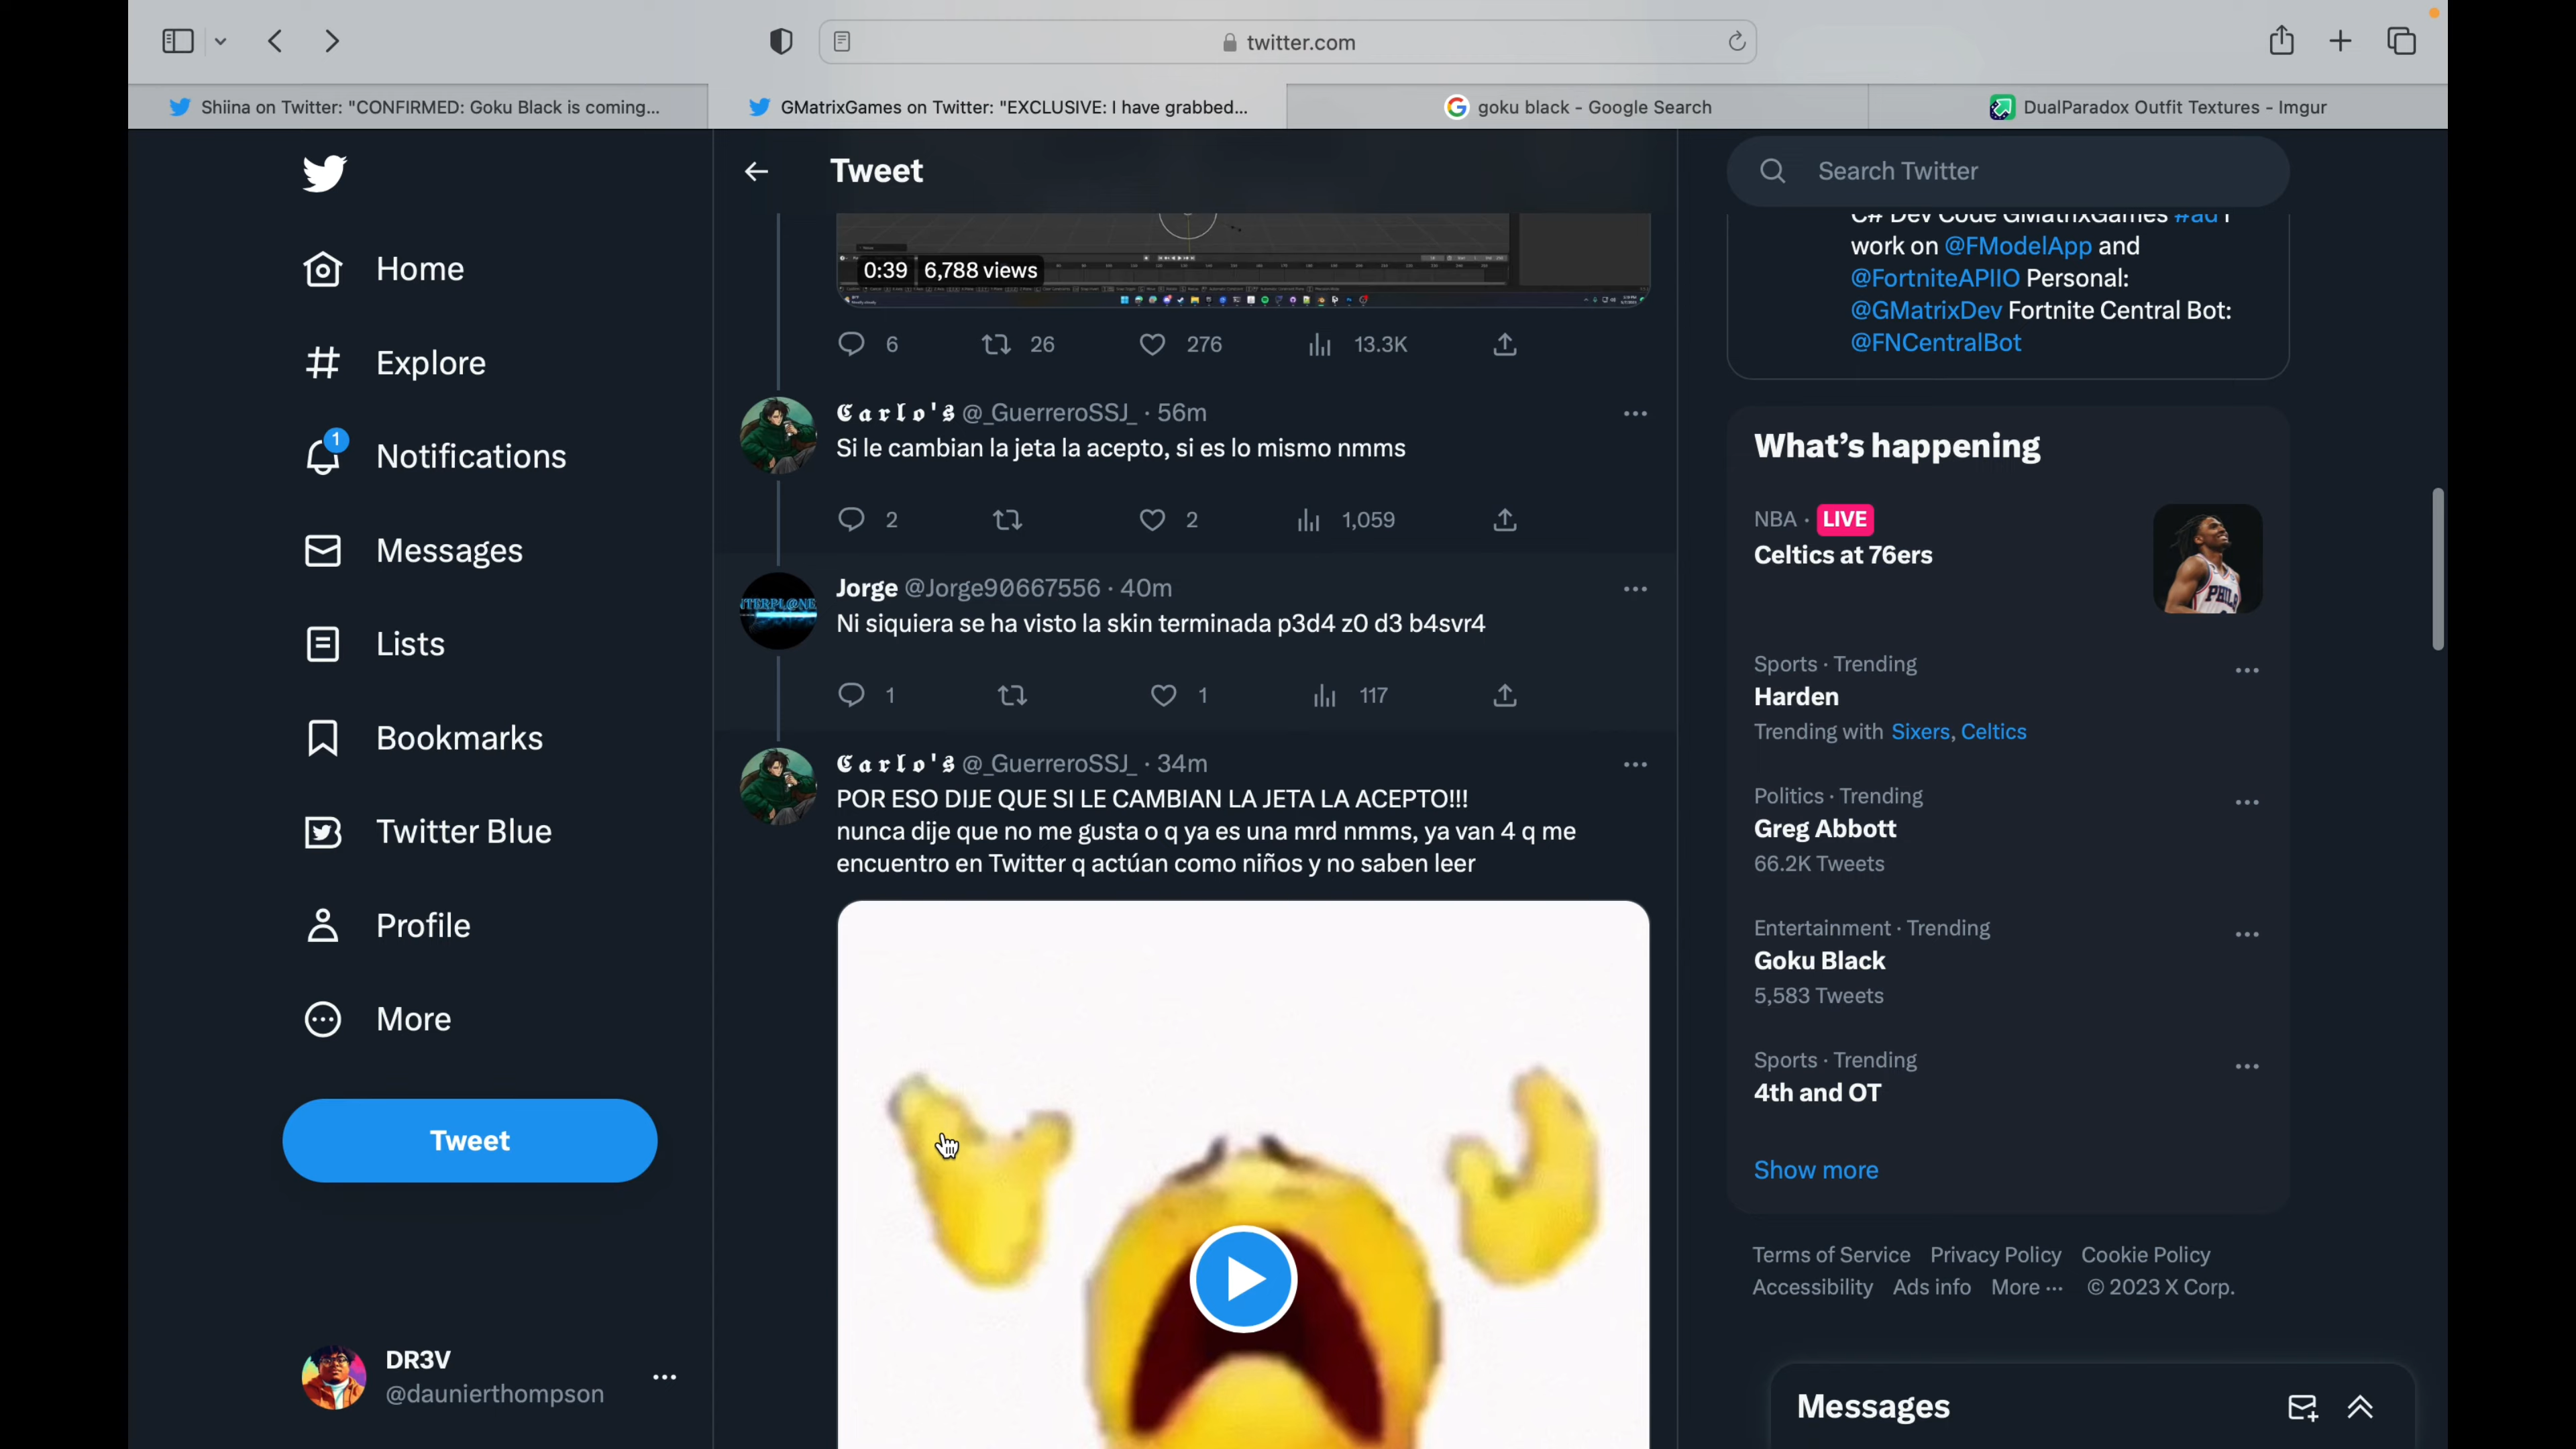 twitter.com
Shiina on Twitter: "CONFIRMED: Goku Black is coming...
GMatrixGames on Twitter: "EXCLUSIVE: I have grabbed...
goku black - Google Search
DualParadox Outfit Textures - Imgur
Home
Explore
1
Notifications
Messages
Lists
Bookmarks
Twitter Blue
Profile
More
Tweet
DR3V
@daunierthompson
Tweet
0:39 6,788 views
6 26 276 13.3K
𝕮𝖆𝖗𝖑𝖔'𝖘 @_GuerreroSSJ_ · 56m
Si le cambian la jeta la acepto, si es lo mismo nmms
2 2 1,059
Jorge @Jorge90667556 · 40m
Ni siquiera se ha visto la skin terminada p3d4 z0 d3 b4svr4
1 1 117
𝕮𝖆𝖗𝖑𝖔'𝖘 @_GuerreroSSJ_ · 34m
POR ESO DIJE QUE SI LE CAMBIAN LA JETA LA ACEPTO!!!
nunca dije que no me gusta o q ya es una mrd nmms, ya van 4 q me
encuentro en Twitter q actúan como niños y no saben leer
Search Twitter
C# Dev Code GMatrixGames #ad I
work on @FModelApp and
@FortniteAPIIO Personal:
@GMatrixDev Fortnite Central Bot:
@FNCentralBot
What's happening
NBA · LIVE
Celtics at 76ers
Sports · Trending
Harden
Trending with Sixers, Celtics
Politics · Trending
Greg Abbott
66.2K Tweets
Entertainment · Trending
Goku Black
5,583 Tweets
Sports · Trending
4th and OT
Show more
Terms of Service Privacy Policy Cookie Policy
Accessibility Ads info More ··· © 2023 X Corp.
Messages